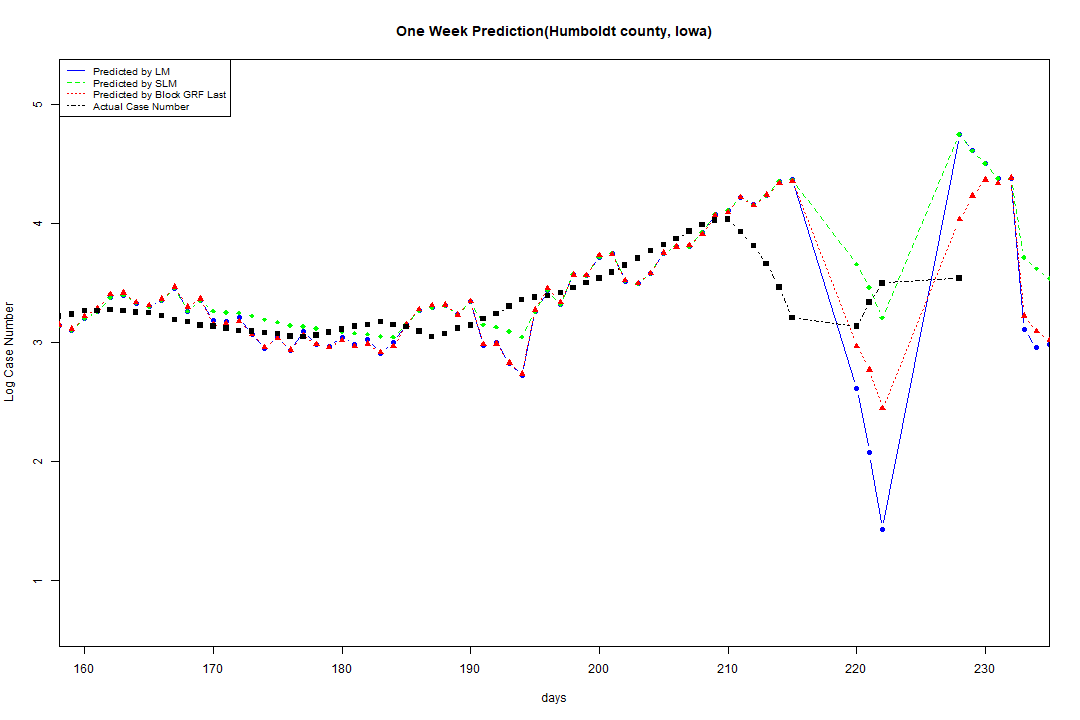 One Week Prediction(Humboldt county, Iowa)
Predicted by LM
Predicted by SLM
Predicted by Block GRF Last
Actual Case Number
5
4
3
2
1
Log Case Number
160 170 180 190 200 210 220 230
days